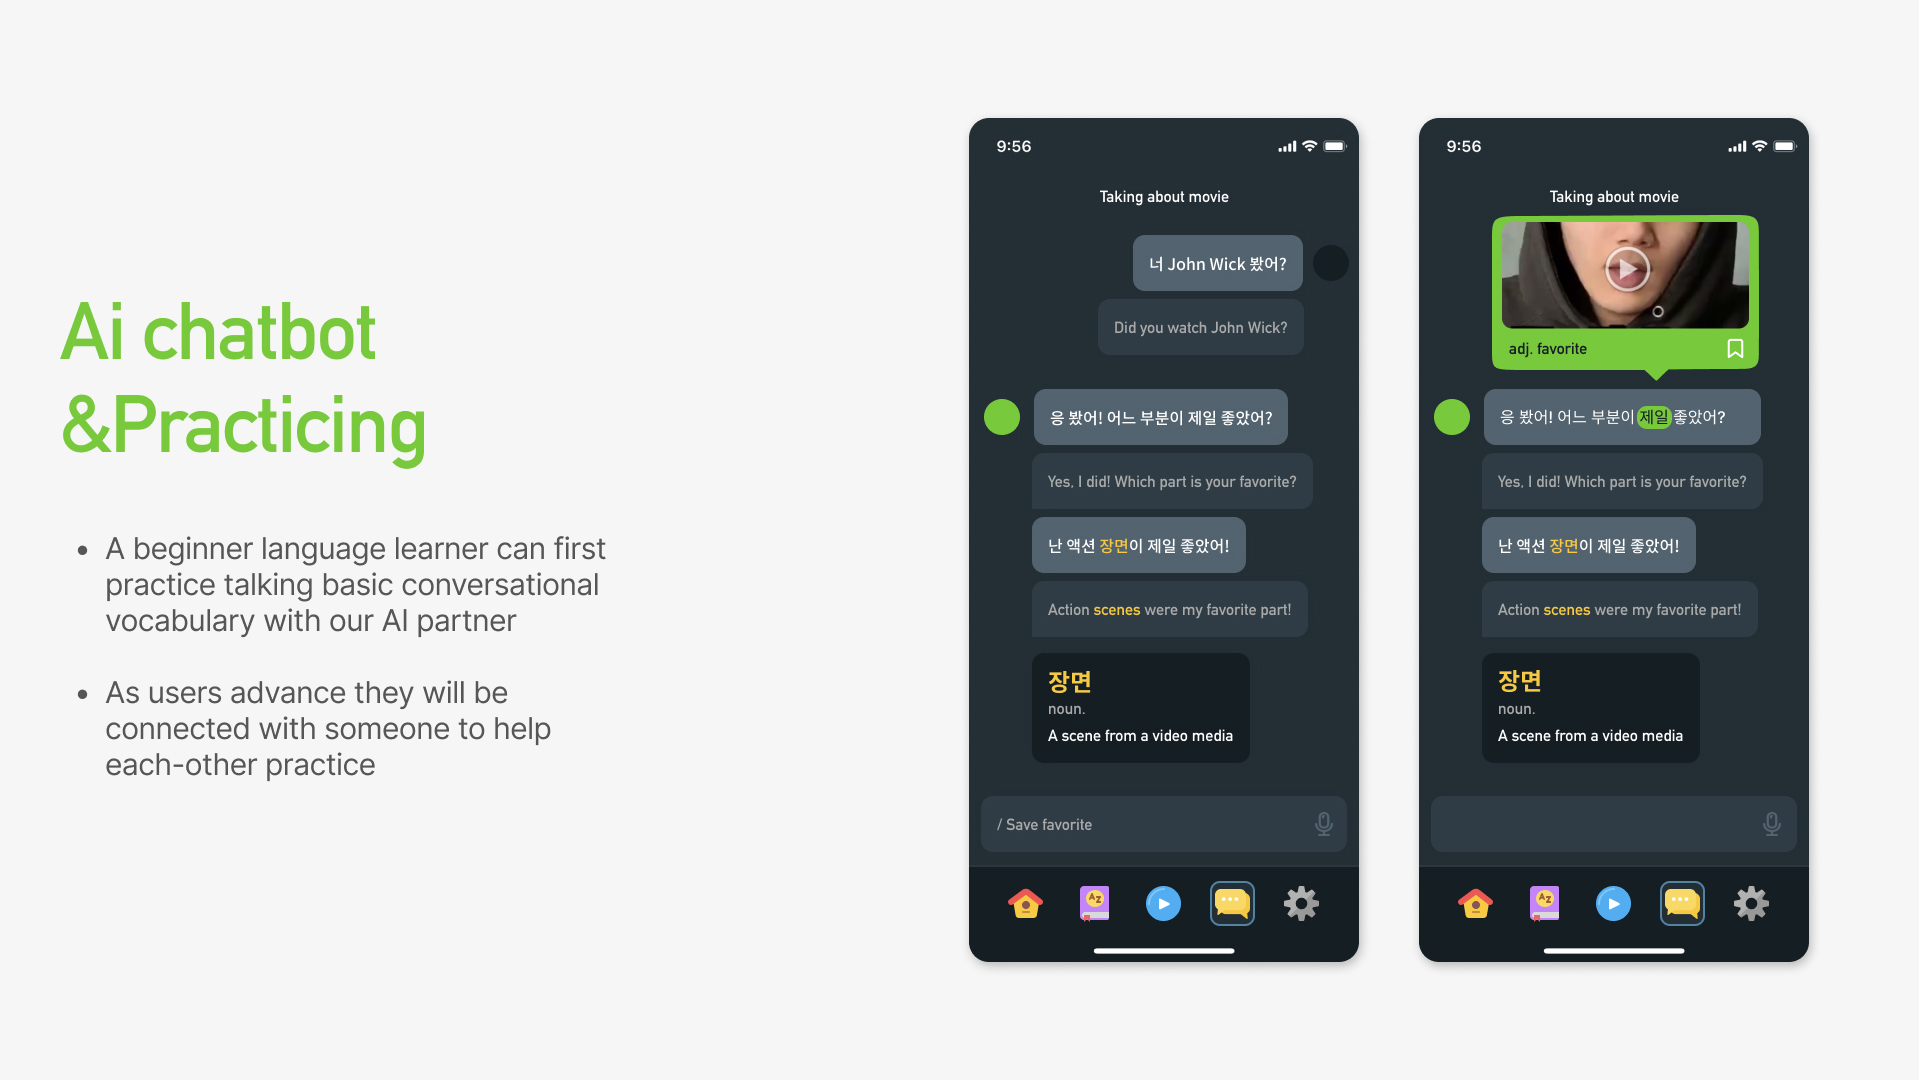 Ai chatbot
&Practicing
• A beginner language learner can first
practice talking basic conversational
vocabulary with our AI partner
• As users advance they will be
connected with someone to help
each-other practice
9:56
Taking about movie
너 John Wick 봤어?
Did you watch John Wick?
응 봤어! 어느 부분이 제일 좋았어?
Yes, I did! Which part is your favorite?
난 액션 장면이 제일 좋았어!
Action scenes were my favorite part!
장면
noun.
A scene from a video media
/ Save favorite
AZ
9:56
Taking about movie
adj. favorite
응 봤어! 어느 부분이 제일 좋았어?
Yes, I did! Which part is your favorite?
난 액션 장면이 제일 좋았어!
Action scenes were my favorite part!
장면
noun.
A scene from a video media
AZ